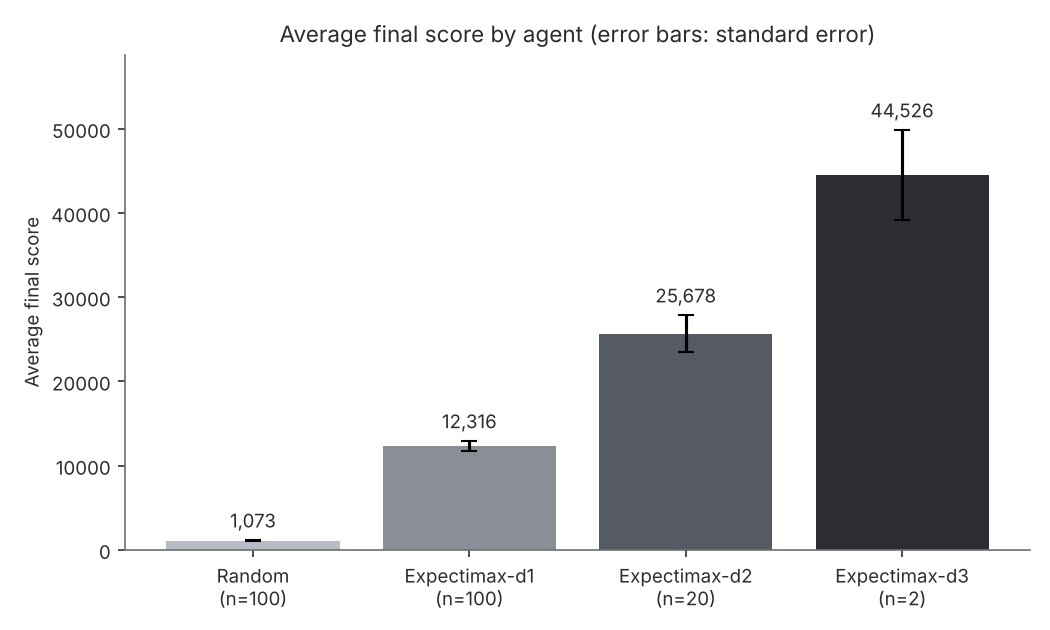 Average final score by agent (error bars: standard error)
Average final score
50000
40000
30000
20000
10000
0
1,073
12,316
25,678
44,526
Random
(n=100)
Expectimax-d1
(n=100)
Expectimax-d2
(n=20)
Expectimax-d3
(n=2)